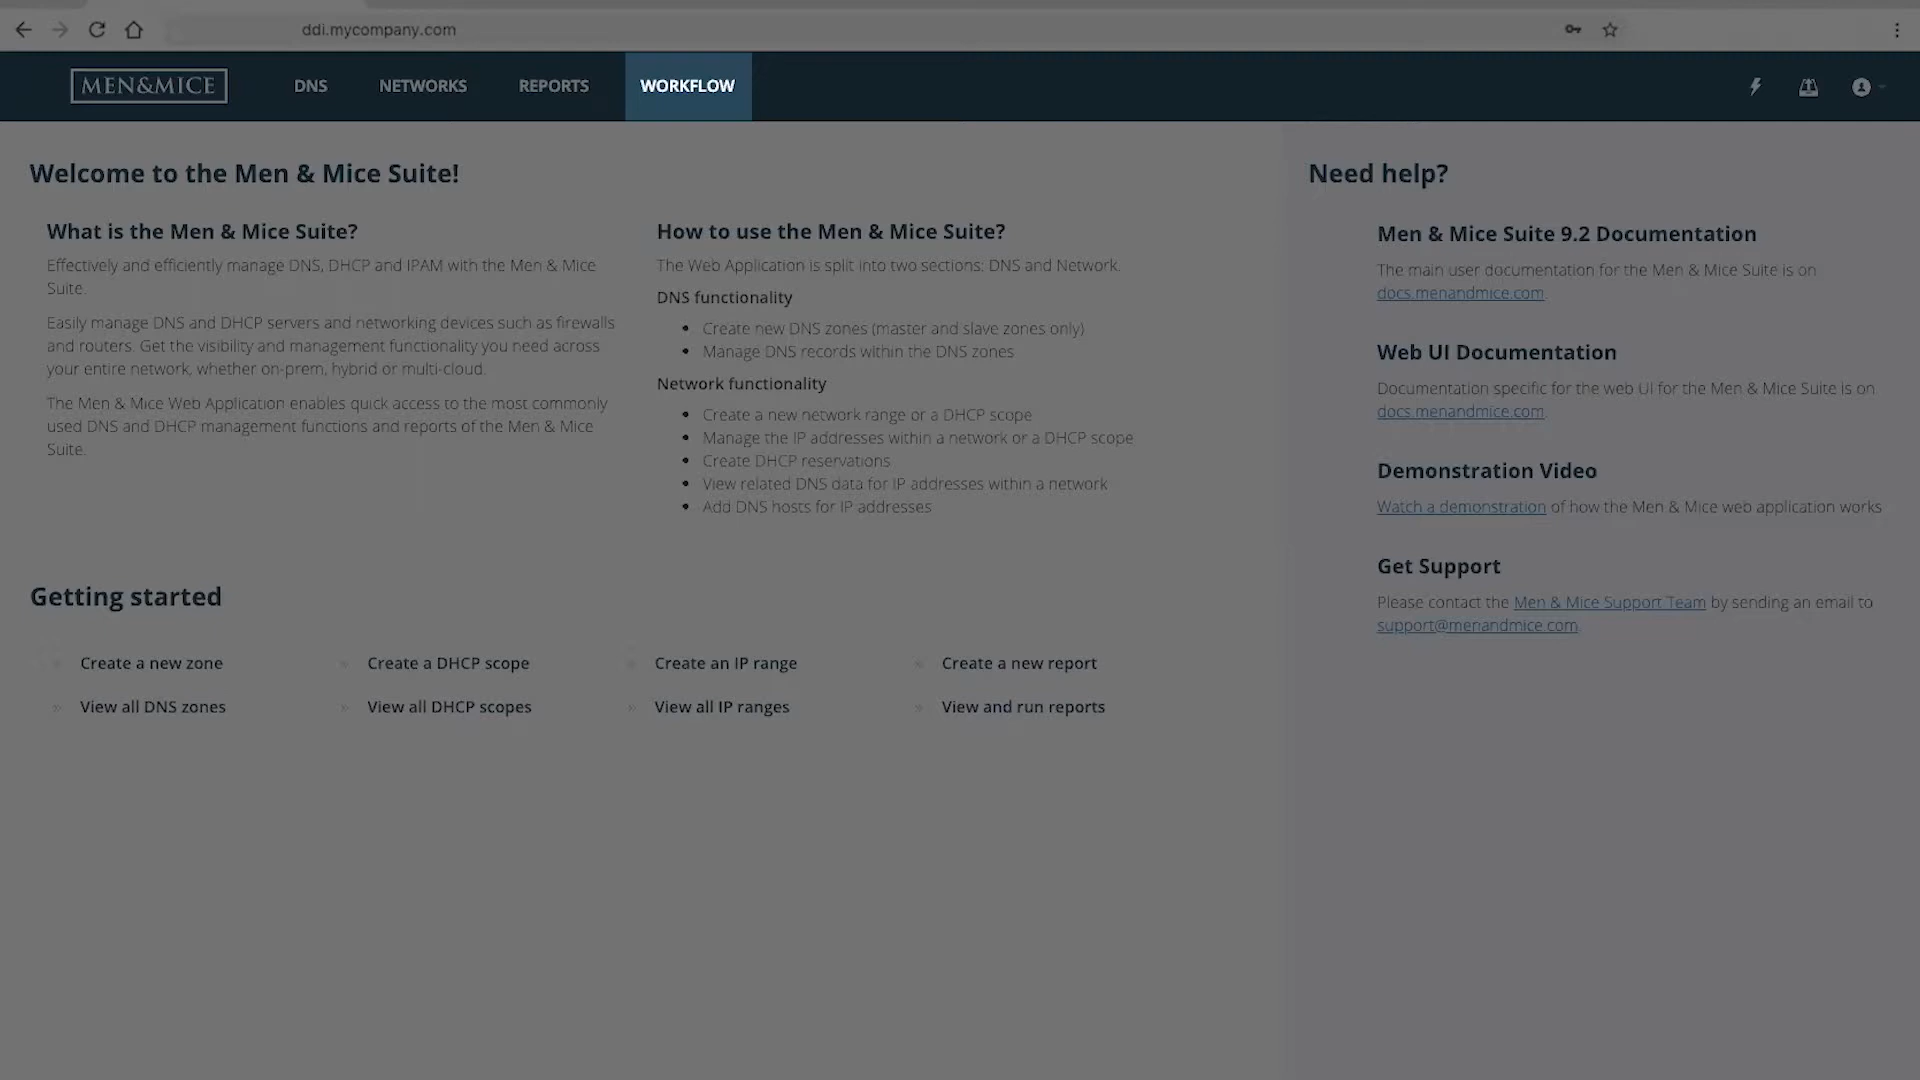 ddi.mycompany.com
MEN&MICE
DNS
NETWORKS
REPORTS
WORKFLOW
Welcome to the Men & Mice Suite!
What is the Men & Mice Suite?
Effectively and efficiently manage DNS, DHCP and IPAM with the Men & Mice
Suite.
Easily manage DNS and DHCP servers and networking devices such as firewalls
and routers. Get the visibility and management functionality you need across
your entire network, whether on-prem, hybrid or multi-cloud.
The Men & Mice Web Application enables quick access to the most commonly
used DNS and DHCP management functions and reports of the Men & Mice
Suite.
How to use the Men & Mice Suite?
The Web Application is split into two sections: DNS and Network.
DNS functionality
Create new DNS zones (master and slave zones only)
Manage DNS records within the DNS zones
Network functionality
Create a new network range or a DHCP scope
Manage the IP addresses within a network or a DHCP scope
Create DHCP reservations
View related DNS data for IP addresses within a network
Add DNS hosts for IP addresses
Getting started
Create a new zone
Create a DHCP scope
Create an IP range
Create a new report
View all DNS zones
View all DHCP scopes
View all IP ranges
View and run reports
Need help?
Men & Mice Suite 9.2 Documentation
The main user documentation for the Men & Mice Suite is on
docs.menandmice.com.
Web UI Documentation
Documentation specific for the web UI for the Men & Mice Suite is on
docs.menandmice.com.
Demonstration Video
Watch a demonstration of how the Men & Mice web application works
Get Support
Please contact the Men & Mice Support Team by sending an email to
support@menandmice.com.